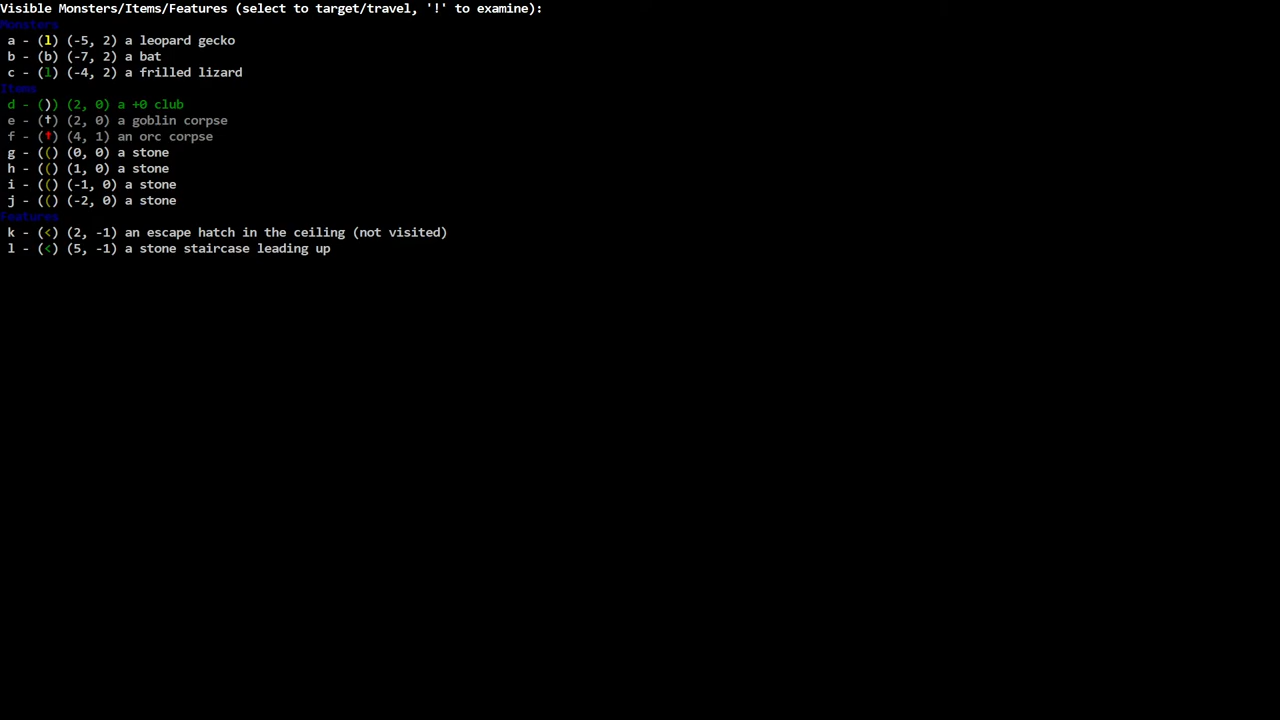 Visible Monsters/Items/Features (select to target/travel, '!' to examine):
Monsters
a - (l) (-5, 2) a leopard gecko
b - (b) (-7, 2) a bat
c - (l) (-4, 2) a frilled lizard
Items
d - ()) (2, 0) a +0 club
e - (†) (2, 0) a goblin corpse
f - (†) (4, 1) an orc corpse
g - (() (0, 0) a stone
h - (() (1, 0) a stone
i - (() (-1, 0) a stone
j - (() (-2, 0) a stone
Features
k - (<) (2, -1) an escape hatch in the ceiling (not visited)
l - (<) (5, -1) a stone staircase leading up